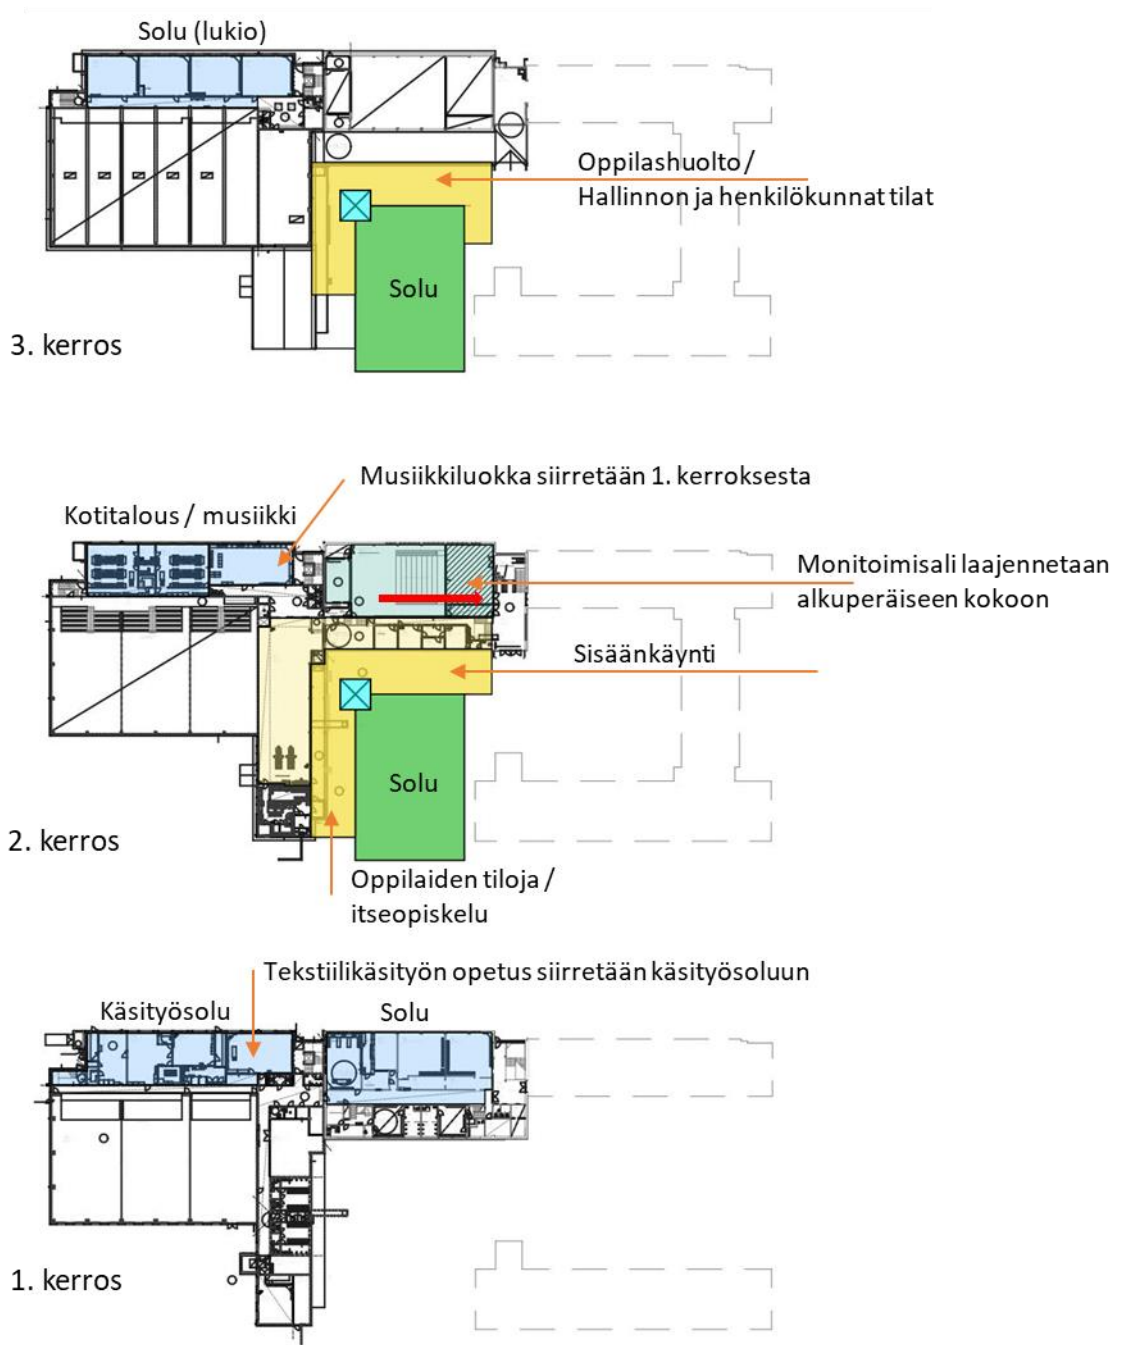 Solu (lukio)
Oppilashuolto /
Hallinnon ja henkilökunnat tilat
Solu
3. kerros
Musiikkiluokka siirretään 1. kerroksesta
Kotitalous / musiikki
Monitoimisali laajennetaan
alkuperäiseen kokoon
Sisäänkäynti
Solu
2. kerros
Oppilaiden tiloja /
itseopiskelu
Tekstiilikäsityön opetus siirretään käsityösoluun
Käsityösolu
Solu
1. kerros